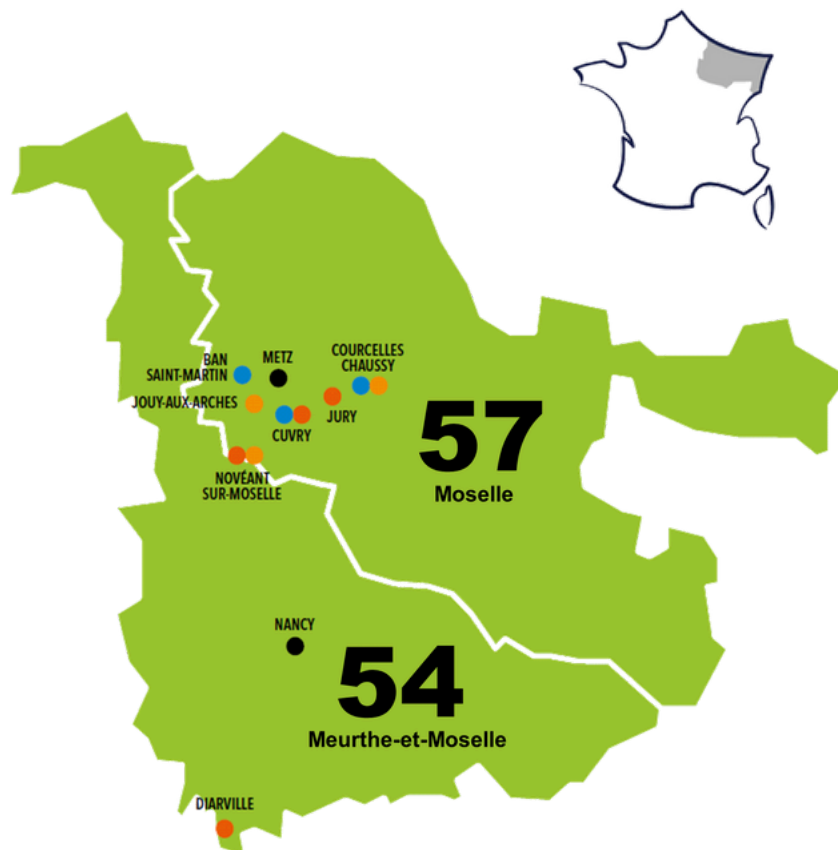 BAN
SAINT-MARTIN
METZ
COURCELLES
CHAUSSY
JOUY-AUX-ARCHES
JURY
CUVRY
57
Moselle
NOVÉANT
SUR-MOSELLE
NANCY
54
Meurthe-et-Moselle
DIARVILLE